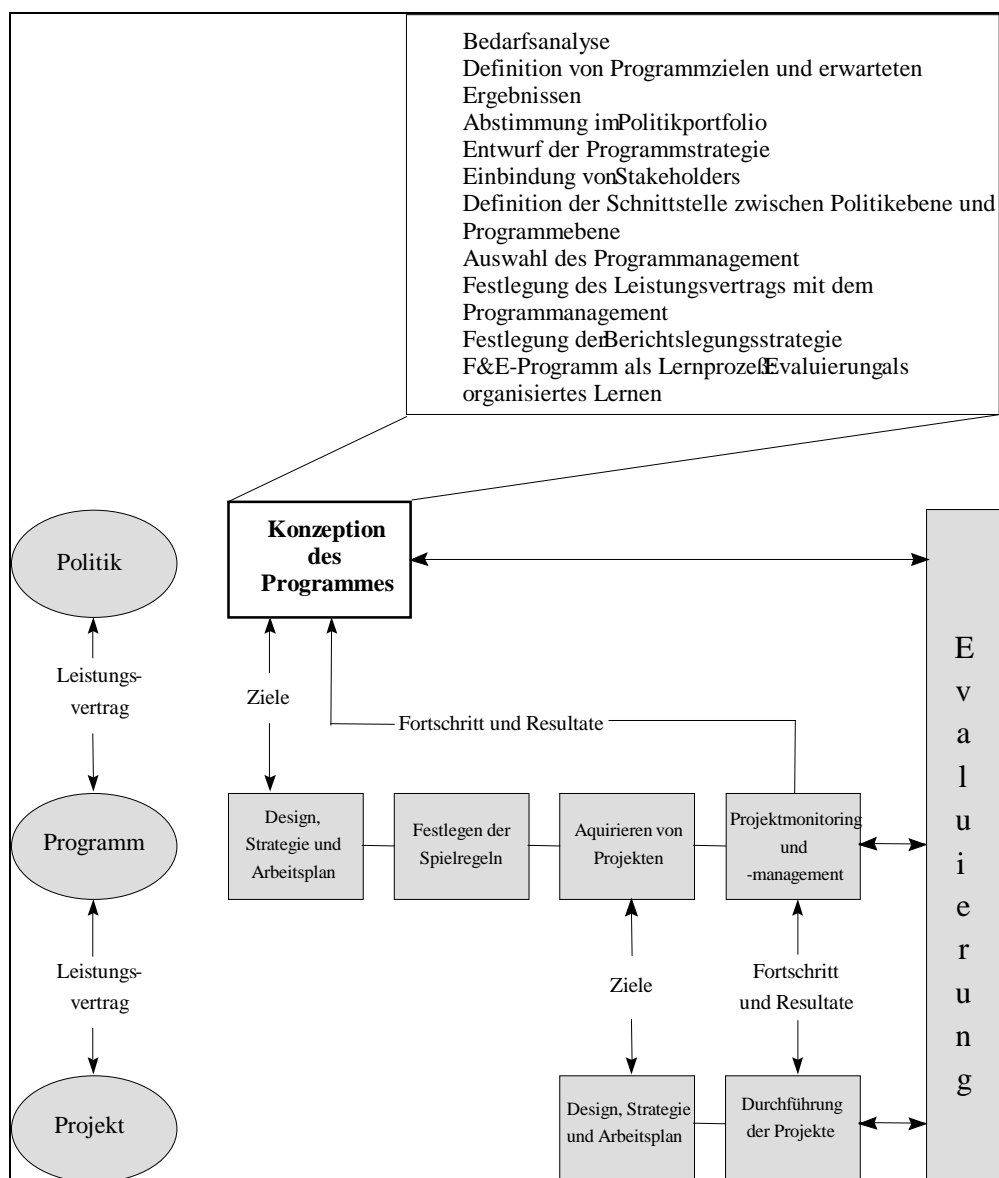 Bedarfsanalyse
Definition von Programmzielen und erwarteten
Ergebnissen
Abstimmung imPolitikportfolio
Entwurf der Programmstrategie
Einbindung vonStakeholders
Definition der Schnittstelle zwischen Politikebene und
Programmebene
Auswahl des Programmanagement
Festlegung des Leistungsvertrags mit dem
Programmanagement
Festlegung derBerichtslegungsstrategie
F&E-Programm als Lernprozeß:Evaluierungals
organisiertes Lernen
Konzeption
des
Programmes
Politik
Leistungs-
vertrag
Ziele
Fortschritt und Resultate
Programm
Design,
Strategie und
Arbeitsplan
Festlegen der
Spielregeln
Aquirieren von
Projekten
Projektmonitoring
und
-management
Leistungs-
vertrag
Ziele
Fortschritt
und Resultate
Projekt
Design, Strategie
und Arbeitsplan
Durchführung
der Projekte
E
v
a
l
u
i
e
r
u
n
g